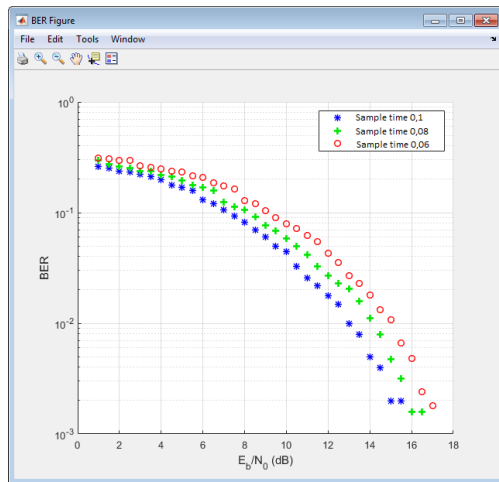 BER Figure
File Edit Tools Window
Sample time 0,1
Sample time 0,08
Sample time 0,06
10^0
10^-1
10^-2
10^-3
BER
0 2 4 6 8 10 12 14 16 18
E_b/N_0 (dB)